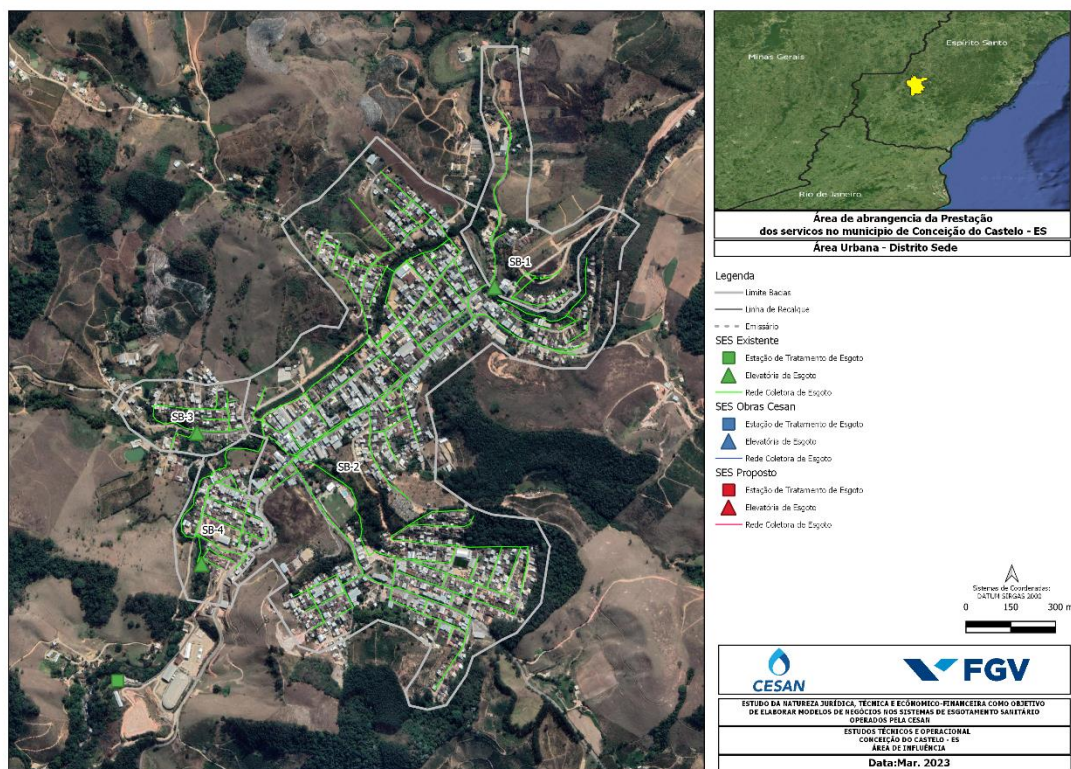 SB-1
SB-3
SB-2
SB-4
Minas Gerais
Espírito Santo
Rio de Janeiro
Área de abrangencia da Prestação
dos servicos no municipio de Conceição do Castelo - ES
Área Urbana - Distrito Sede
Legenda
Limite Bacias
Linha de Recalque
Emissário
SES Existente
Estação de Tratamento de Esgoto
Elevatória de Esgoto
Rede Coletora de Esgoto
SES Obras Cesan
Estação de Tratamento de Esgoto
Elevatória de Esgoto
Rede Coletora de Esgoto
SES Proposto
Estação de Tratamento de Esgoto
Elevatória de Esgoto
Rede Coletora de Esgoto
Sistemas de Coordenadas:
DATUM SIRGAS 2000
0 150 300 m
CESAN
FGV
ESTUDO DA NATUREZA JURÍDICA, TÉCNICA E ECÔNOMICO-FINANCEIRA COMO OBJETIVO
DE ELABORAR MODELOS DE NEGÓCIOS NOS SISTEMAS DE ESGOTAMENTO SANITÁRIO
OPERADOS PELA CESAN
ESTUDOS TÉCNICOS E OPERACIONAL
CONCEIÇÃO DO CASTELO - ES
ÁREA DE INFLUÊNCIA
Data:Mar. 2023